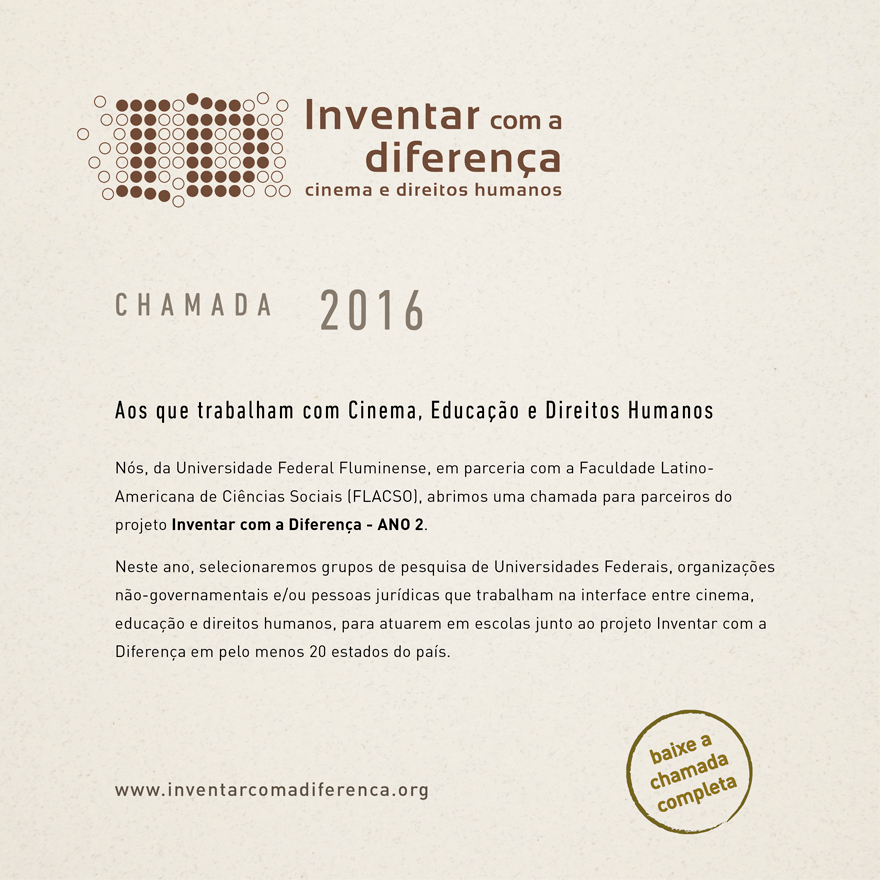 Inventar com a
diferença
cinema e direitos humanos
CHAMADA 2016
Aos que trabalham com Cinema, Educação e Direitos Humanos
Nós, da Universidade Federal Fluminense, em parceria com a Faculdade Latino-
Americana de Ciências Sociais (FLACSO), abrimos uma chamada para parceiros do
projeto Inventar com a Diferença - ANO 2.
Neste ano, selecionaremos grupos de pesquisa de Universidades Federais, organizações
não-governamentais e/ou pessoas jurídicas que trabalham na interface entre cinema,
educação e direitos humanos, para atuarem em escolas junto ao projeto Inventar com a
Diferença em pelo menos 20 estados do país.
baixe a
chamada
completa
www.inventarcomadiferenca.org